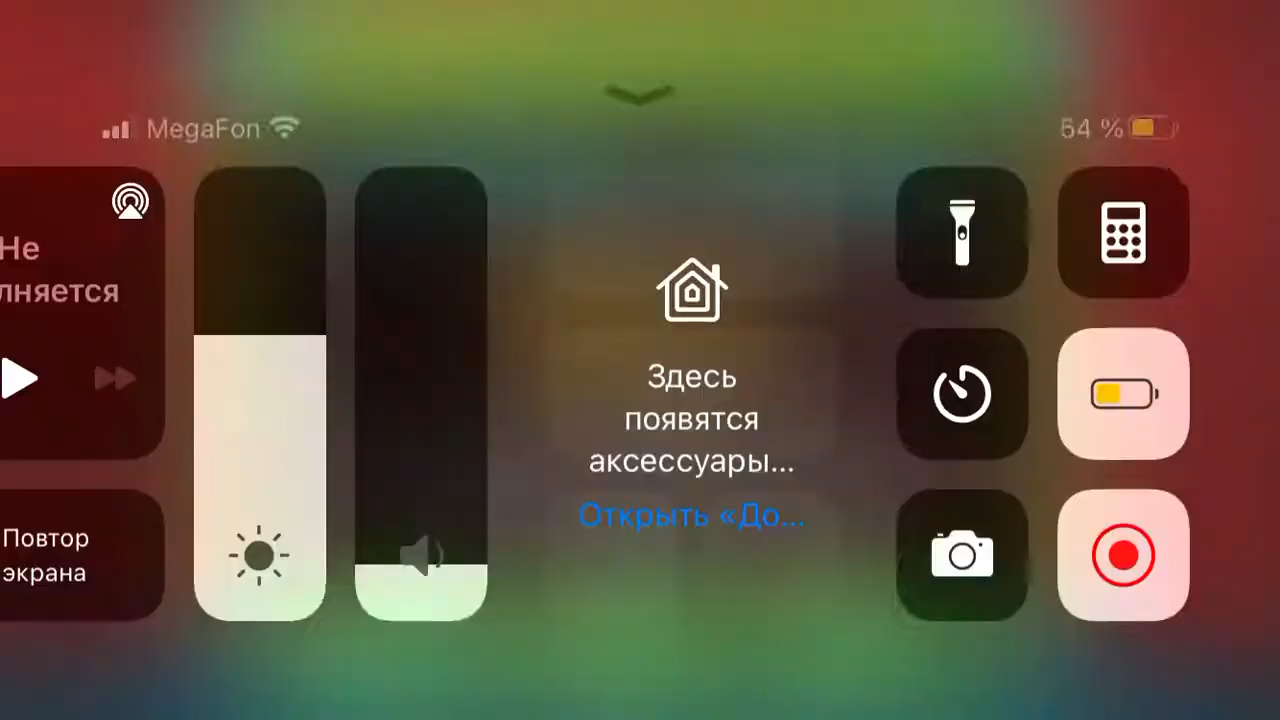 MegaFon
54 %
Не
лняется
Повтор
экрана
Здесь
появятся
аксессуары...
Открыть «До...